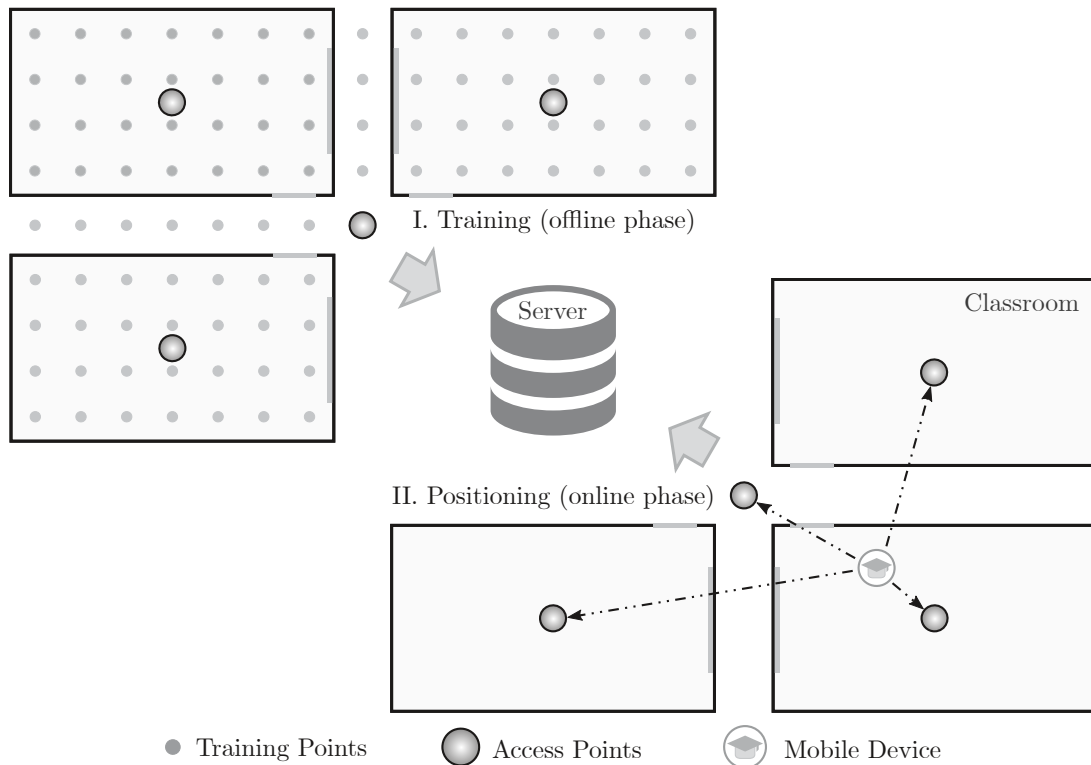 I. Training (offline phase)
Server
Classroom
II. Positioning (online phase)
Training Points
Access Points
Mobile Device